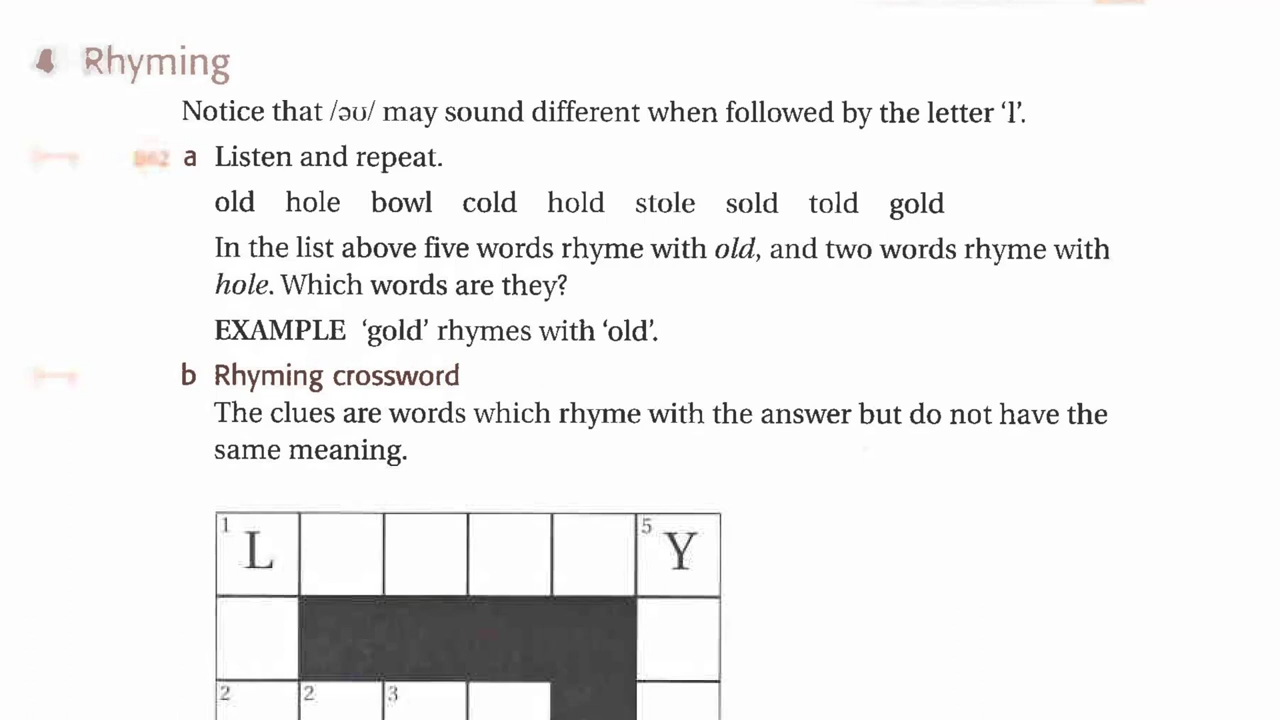 4 Rhyming
Notice that /əʊ/ may sound different when followed by the letter ‘l’.
a Listen and repeat.
old hole bowl cold hold stole sold told gold
In the list above five words rhyme with old, and two words rhyme with
hole. Which words are they?
EXAMPLE ‘gold’ rhymes with ‘old’.
b Rhyming crossword
The clues are words which rhyme with the answer but do not have the
same meaning.
1 L 5 Y
2 2 3